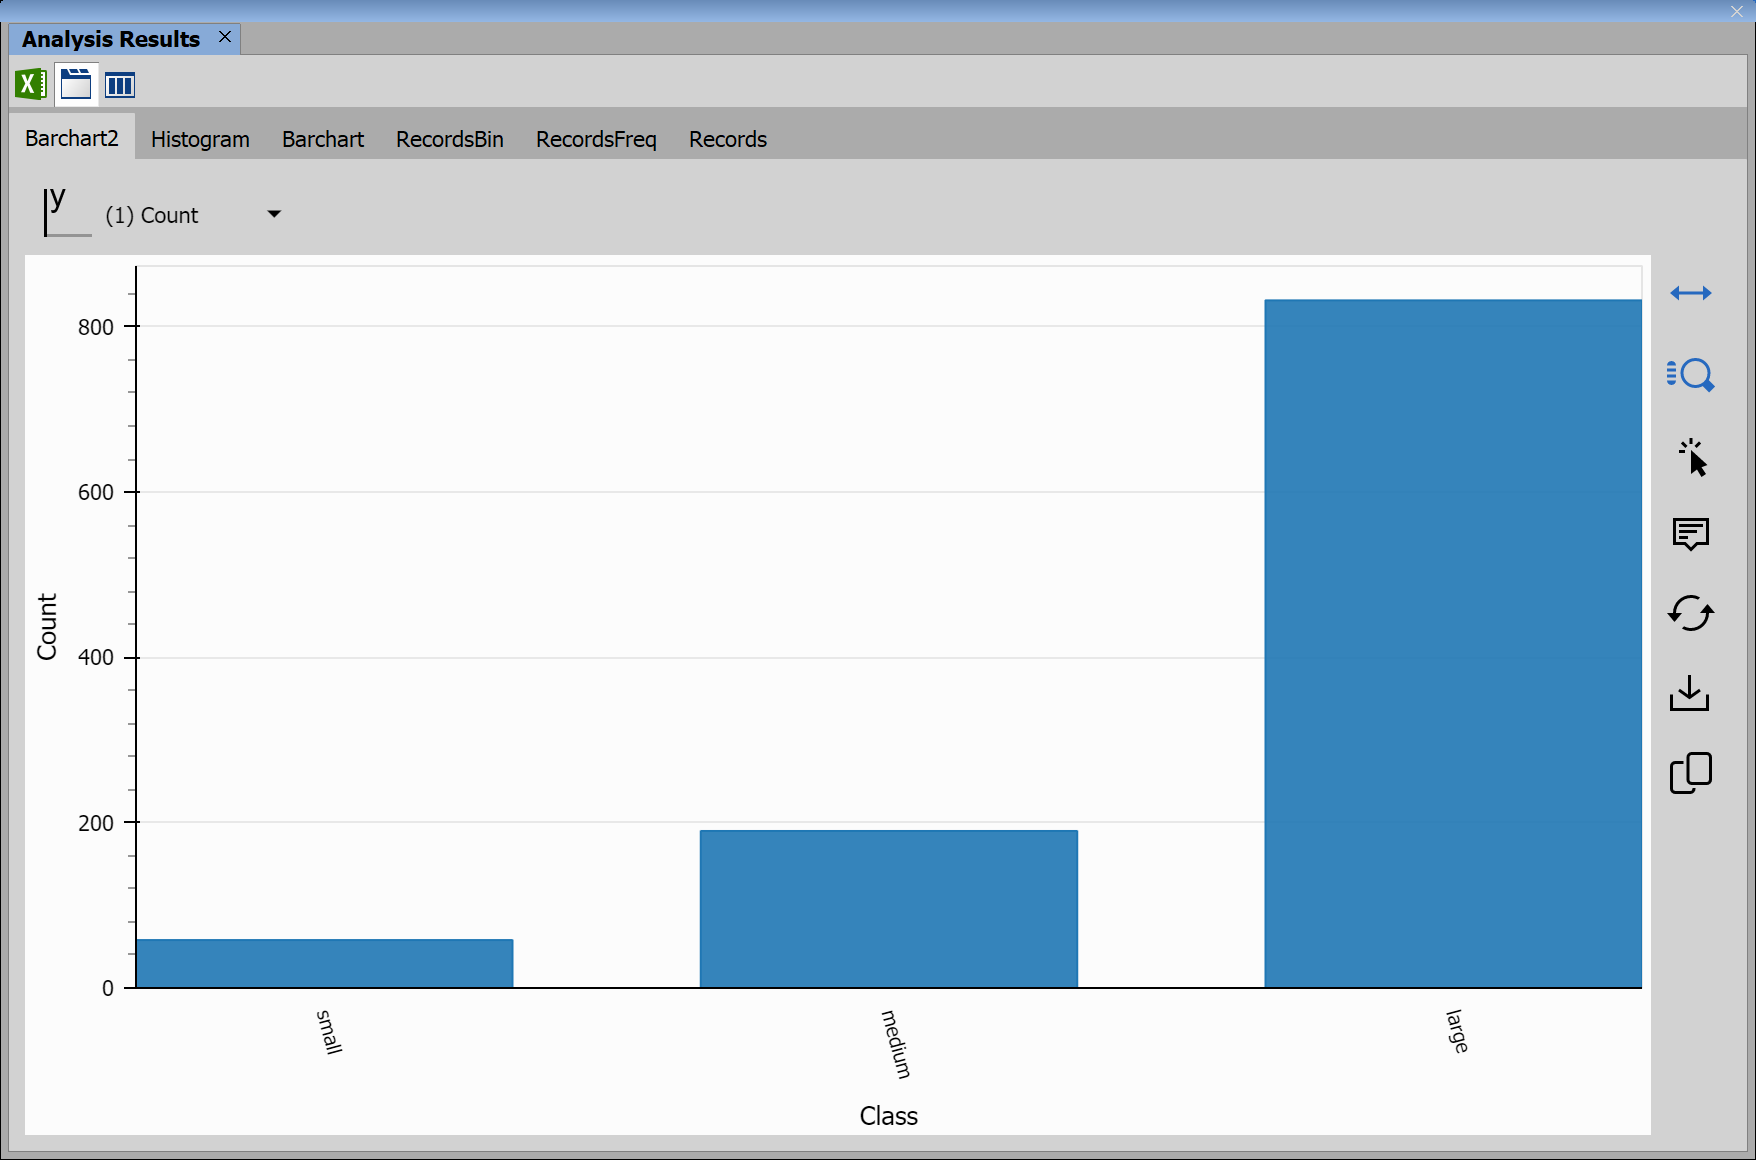 Analysis Results
Barchart2 Histogram Barchart RecordsBin RecordsFreq Records
y (1) Count
800
600
400
200
0
Count
small medium large
Class